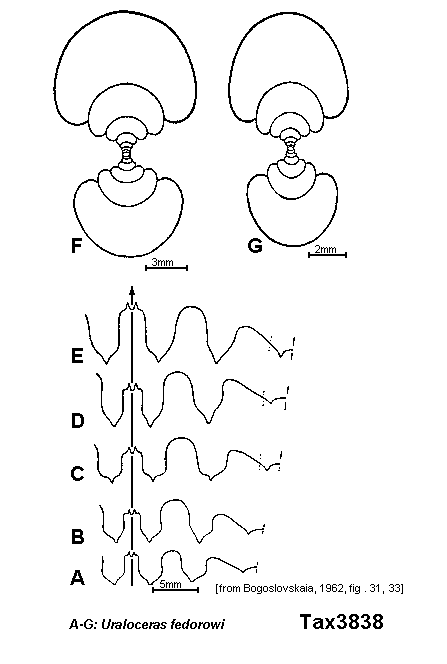 F
G
3mm
2mm
E
D
C
B
A
5mm
[from Bogoslovskaia, 1962, fig . 31, 33]
A-G: Uraloceras fedorowi
Tax3838